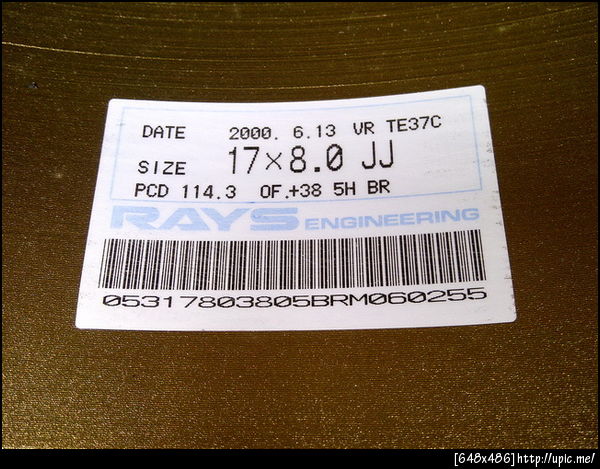 DATE 2000. 6.13 VR TE37C
SIZE 17×8.0 JJ
PCD 114.3 OF.+38 5H BR
RAYS ENGINEERING
05317803805BRM060255
[648x486]http://upic.me/